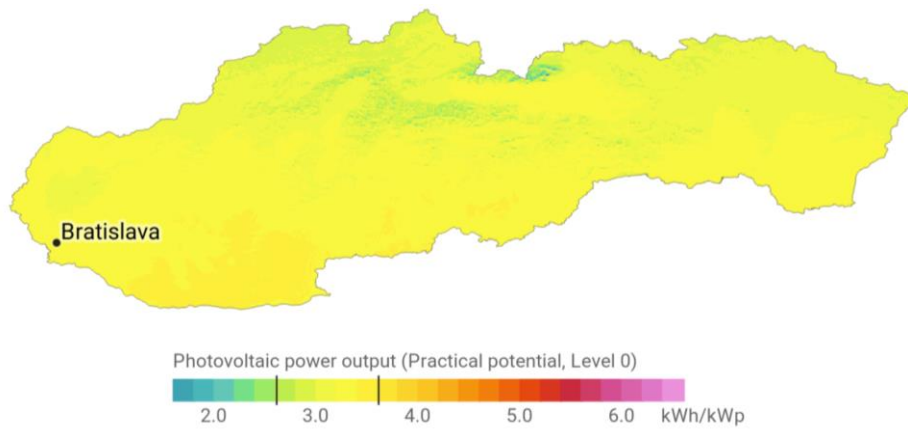 Bratislava
Photovoltaic power output (Practical potential, Level 0)
2.0 3.0 4.0 5.0 6.0 kWh/kWp